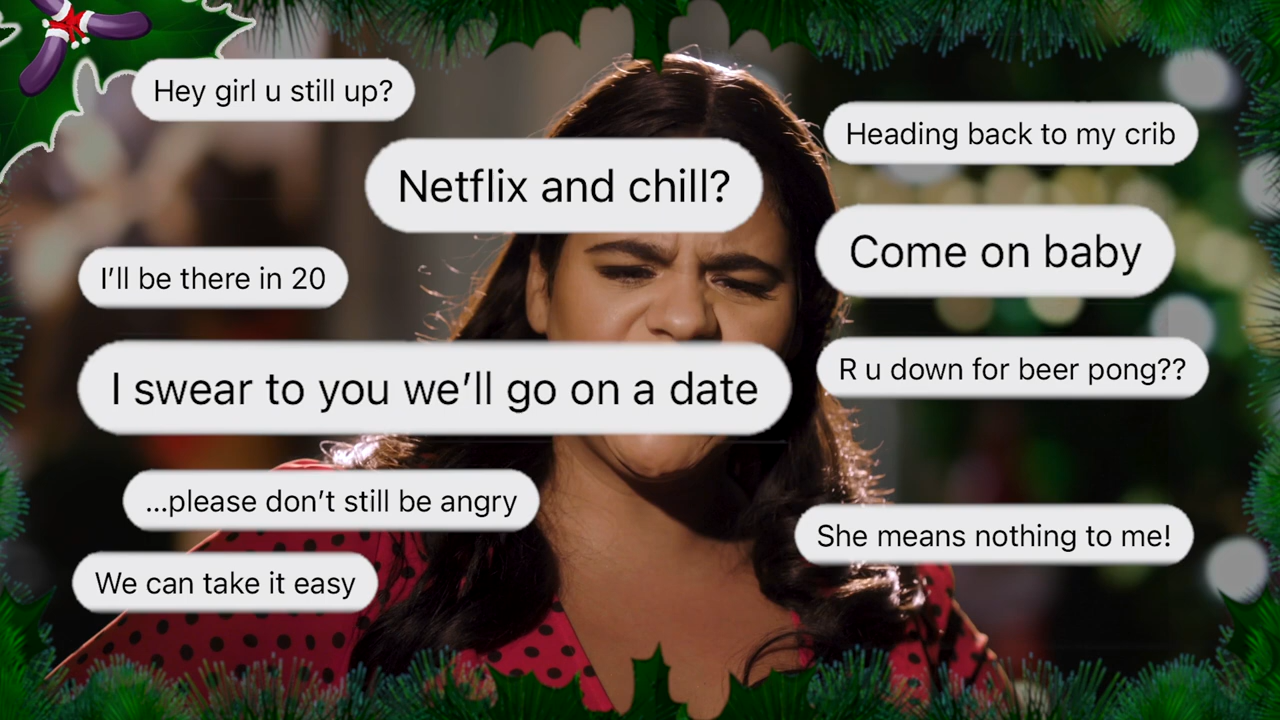 Hey girl u still up?
Heading back to my crib
Netflix and chill?
Come on baby
I’ll be there in 20
R u down for beer pong??
I swear to you we’ll go on a date
...please don’t still be angry
She means nothing to me!
We can take it easy